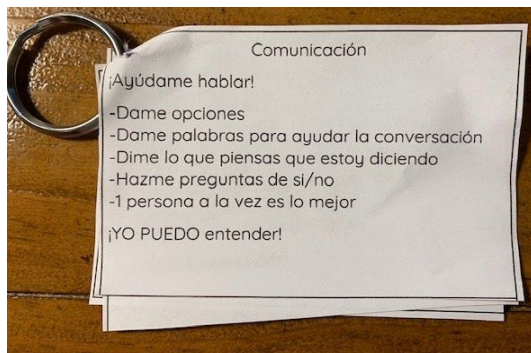 Comunicación
¡Ayúdame hablar!
-Dame opciones
-Dame palabras para ayudar la conversación
-Dime lo que piensas que estoy diciendo
-Hazme preguntas de si/no
-1 persona a la vez es lo mejor
¡YO PUEDO entender!